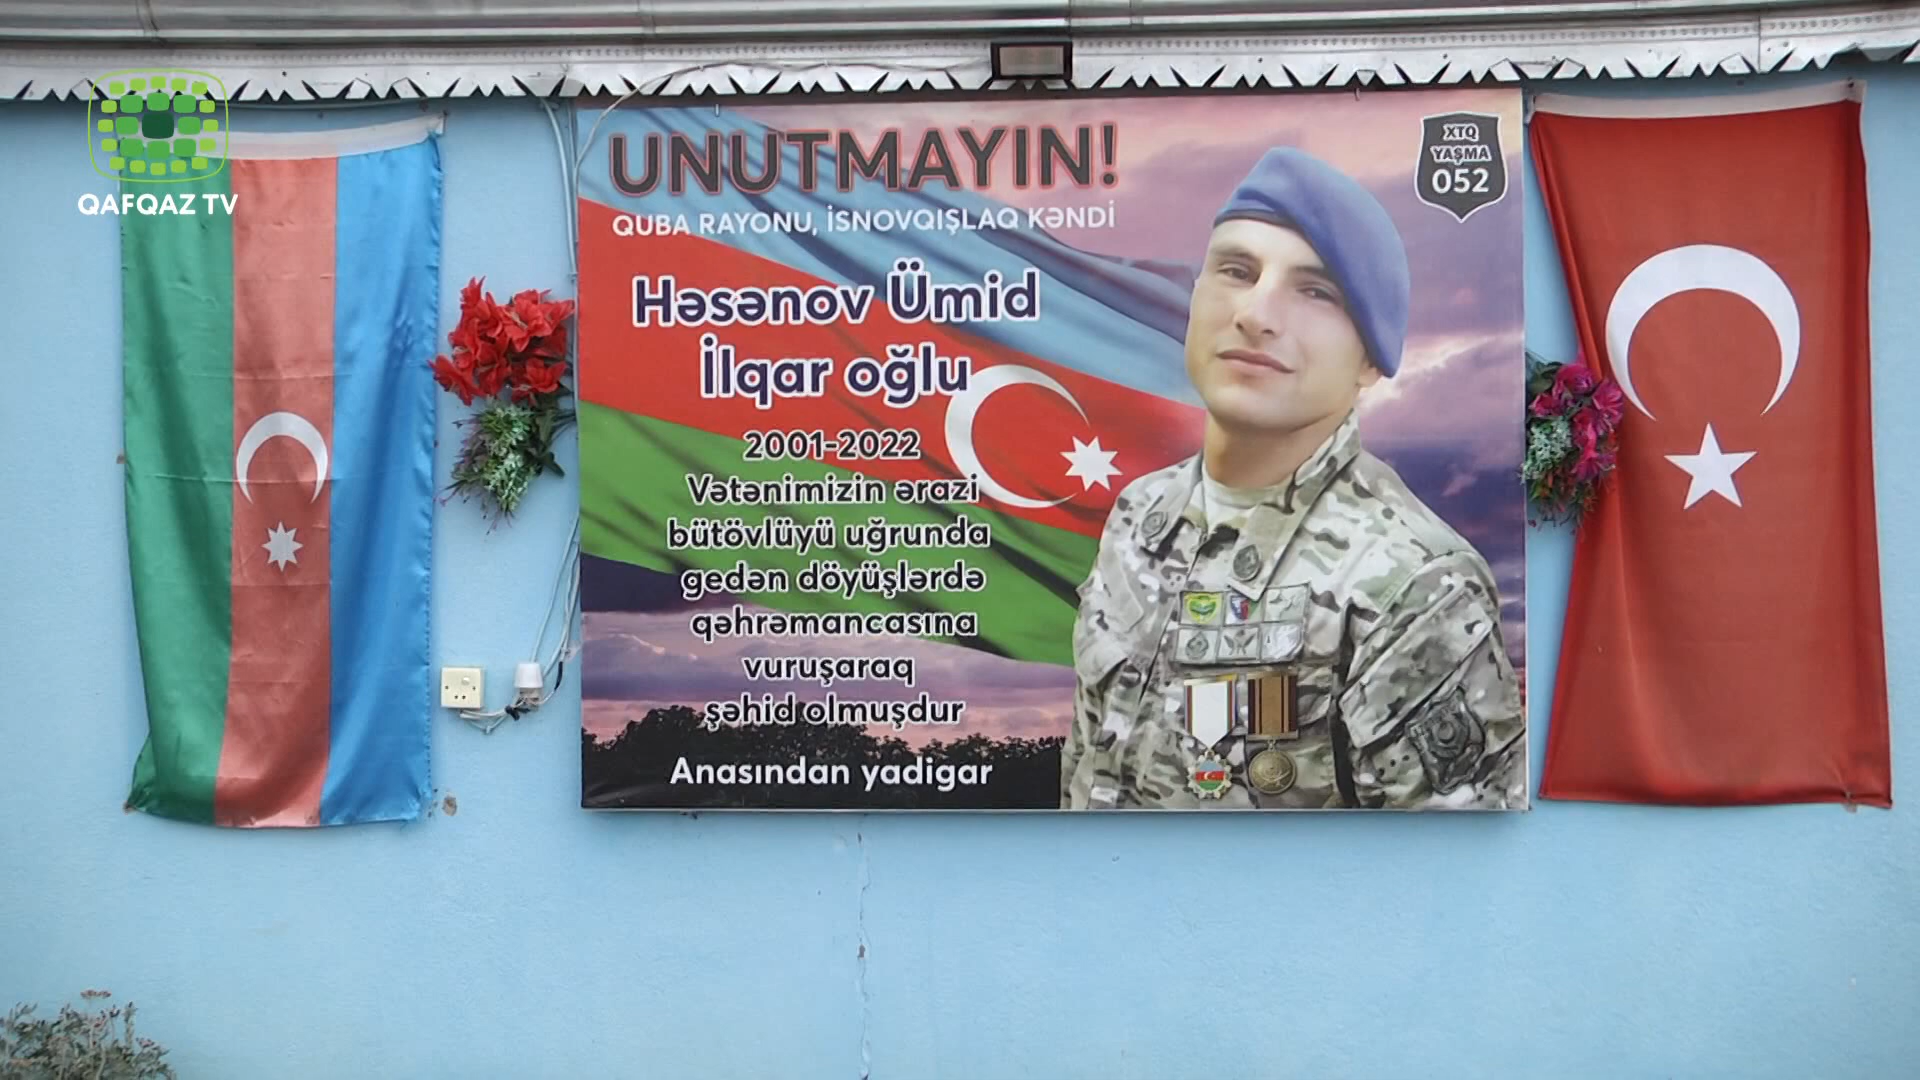 QAFQAZ TV
UNUTMAYIN!
QUBA RAYONU, İSNOVQIŞLAQ KƏNDİ
Həsənov Ümid
İlqar oğlu
2001-2022
Vətənimizin ərazi
bütövlüyü uğrunda
gedən döyüşlərdə
qəhrəmancasına
vuruşaraq
şəhid olmuşdur
Anasından yadigar
XTQ
YAŞMA
052